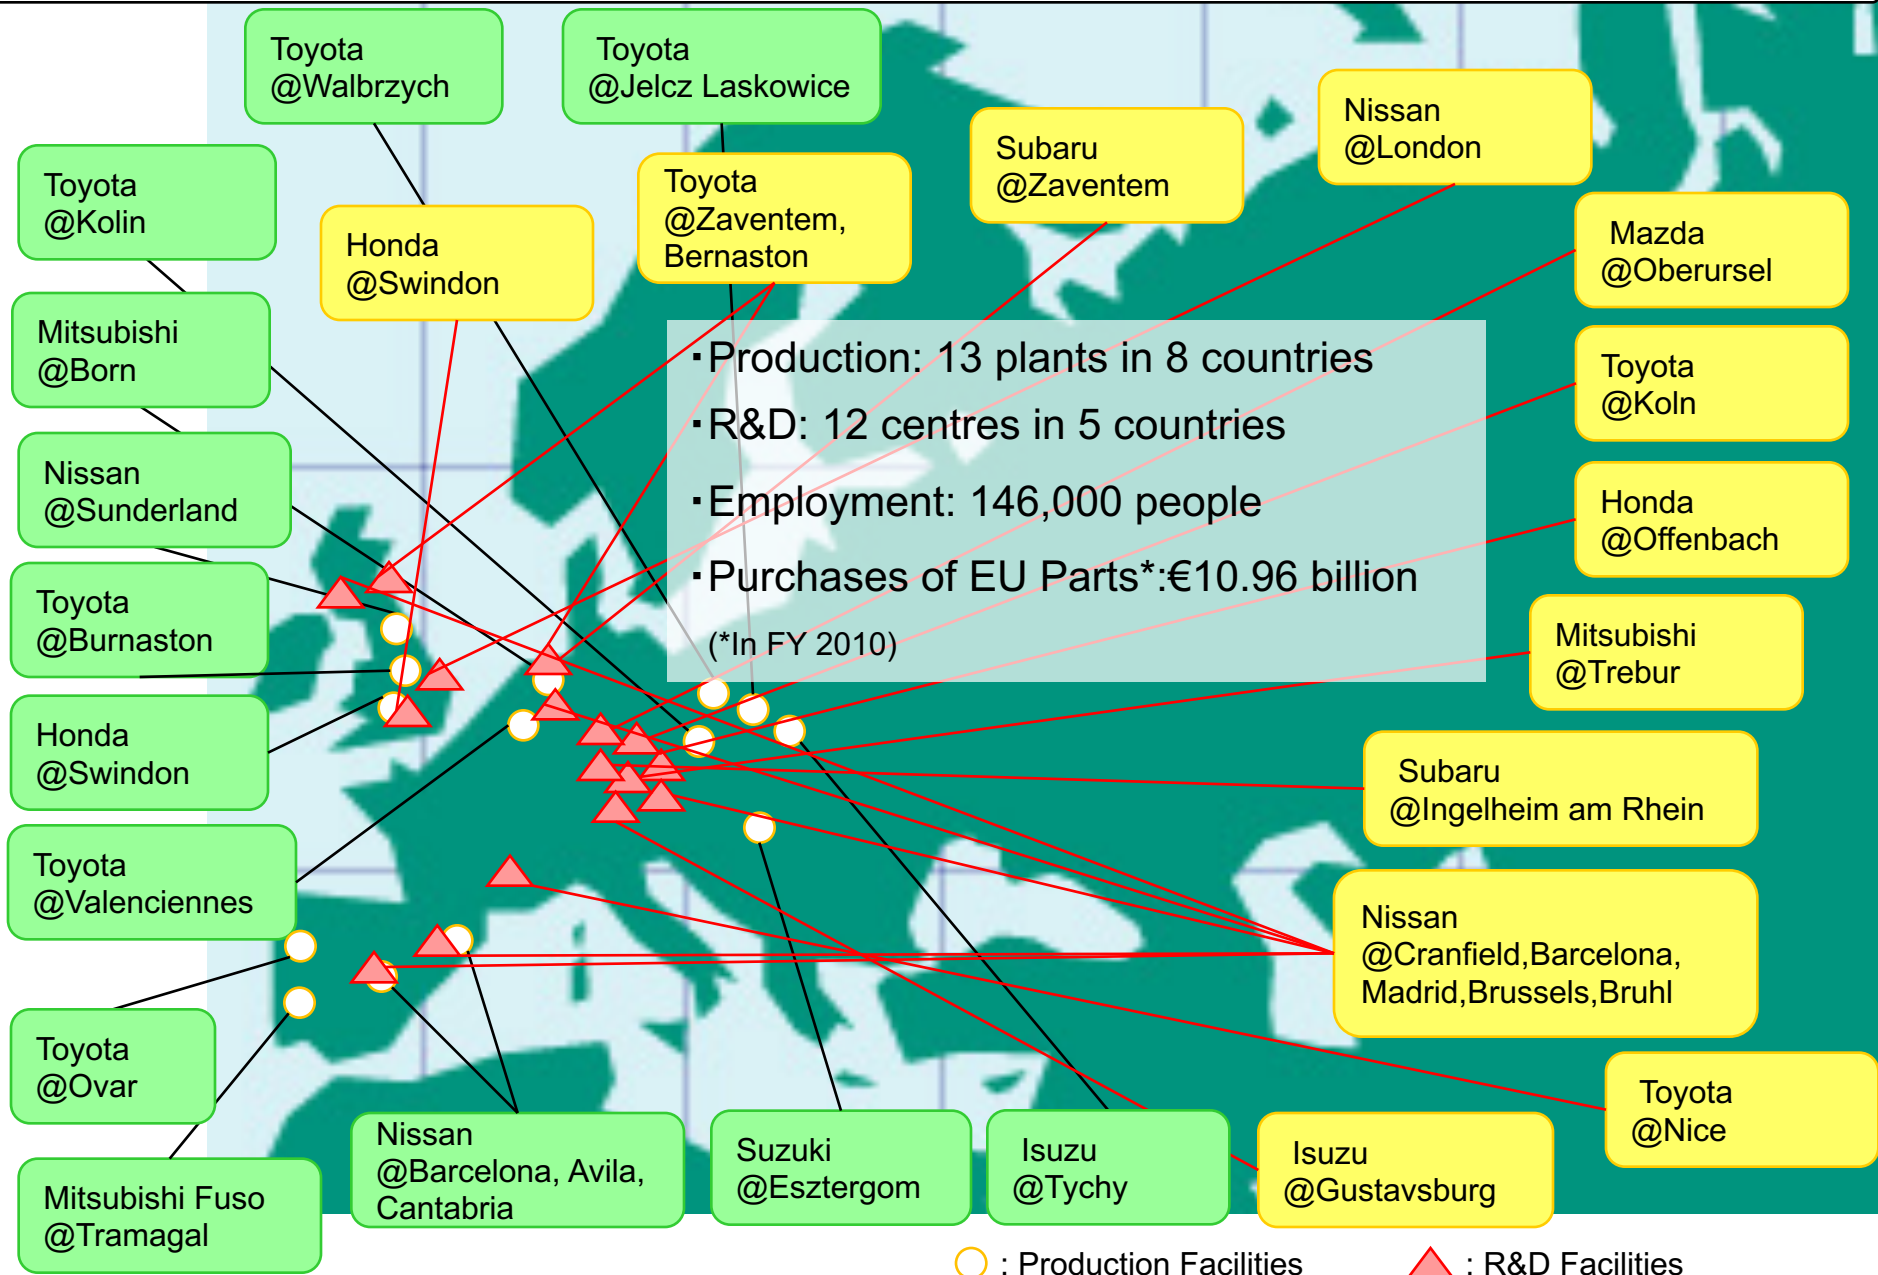 Toyota
@Walbrzych
Toyota
@Jelcz Laskowice
Nissan
@London
Subaru
@Zaventem
Toyota
@Kolin
Toyota
@Zaventem,
Bernaston
Honda
@Swindon
Mazda
@Oberursel
Mitsubishi
@Born
・Production: 13 plants in 8 countries
・R&D: 12 centres in 5 countries
・Employment: 146,000 people
・Purchases of EU Parts*:€10.96 billion
(*In FY 2010)
Toyota
@Koln
Nissan
@Sunderland
Honda
@Offenbach
Toyota
@Burnaston
Mitsubishi
@Trebur
Honda
@Swindon
Subaru
@Ingelheim am Rhein
Toyota
@Valenciennes
Nissan
@Cranfield,Barcelona,
Madrid,Brussels,Bruhl
Toyota
@Ovar
Toyota
@Nice
Mitsubishi Fuso
@Tramagal
Nissan
@Barcelona, Avila,
Cantabria
Suzuki
@Esztergom
Isuzu
@Tychy
Isuzu
@Gustavsburg
: Production Facilities
: R&D Facilities